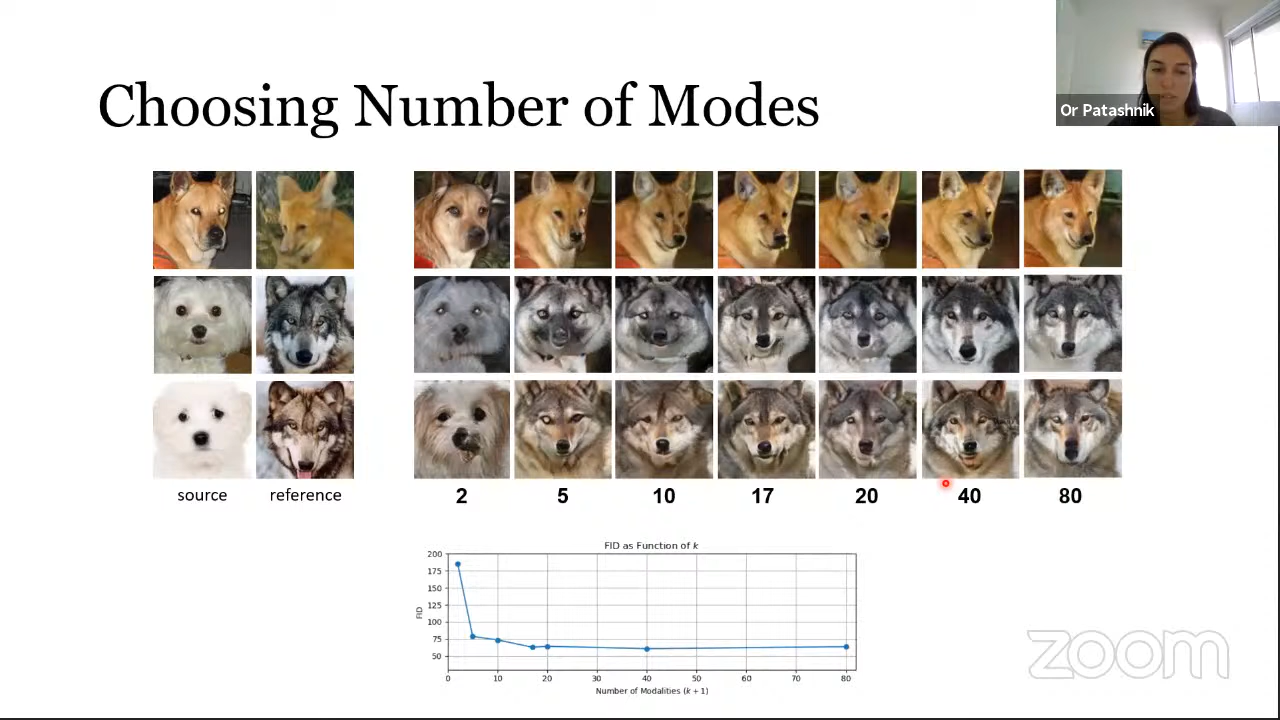 Choosing Number of Modes
Or Patashnik
source reference 2 5 10 17 20 40 80
FID as Function of k
200
175
150
125
100
75
50
FID
0 10 20 30 40 50 60 70 80
Number of Modalities (k + 1)
zoom